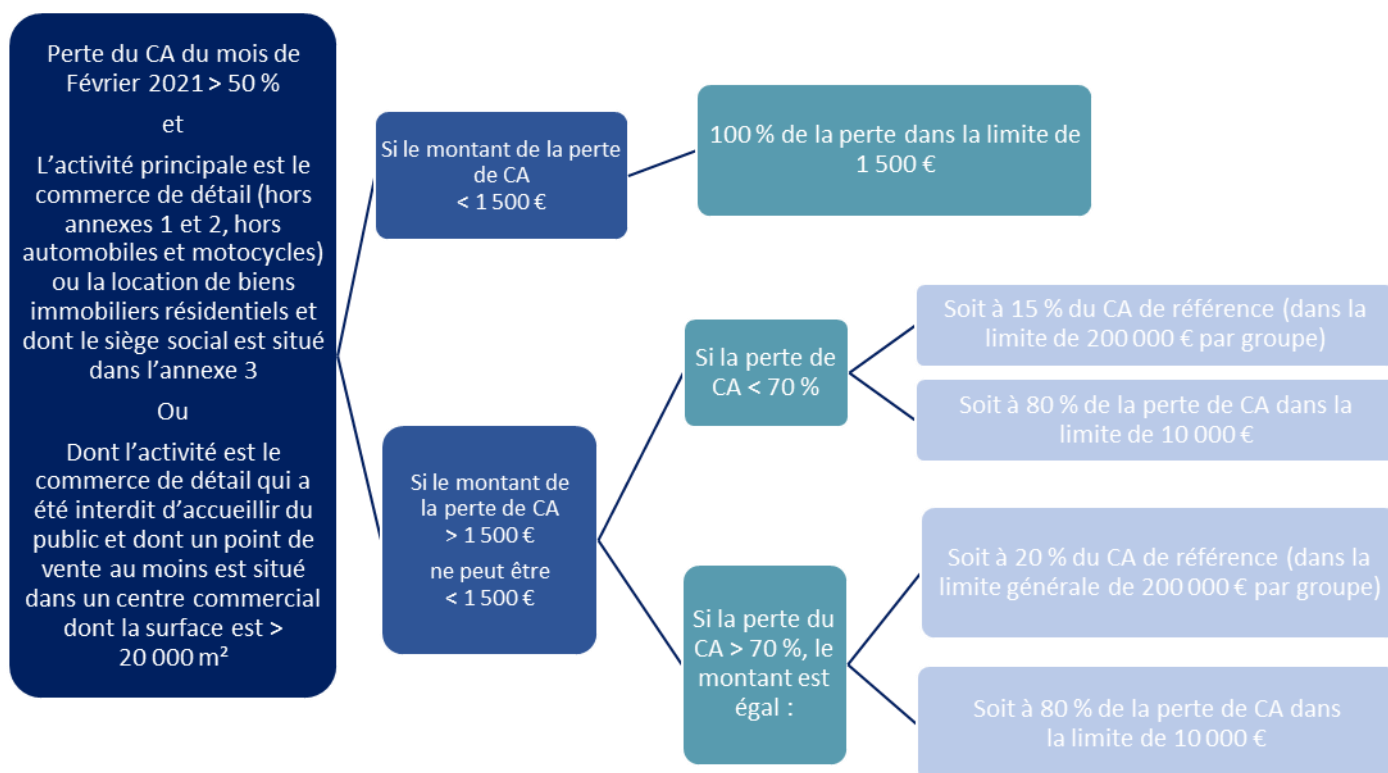 Perte du CA du mois de
Février 2021 > 50 %
et
L’activité principale est le
commerce de détail (hors
annexes 1 et 2, hors
automobiles et motocycles)
ou la location de biens
immobiliers résidentiels et
dont le siège social est situé
dans l’annexe 3
Ou
Dont l’activité est le
commerce de détail qui a
été interdit d’accueillir du
public et dont un point de
vente au moins est situé
dans un centre commercial
dont la surface est >
20 000 m²
Si le montant de la perte
de CA
< 1 500 €
100 % de la perte dans la limite de
1 500 €
Si le montant de
la perte de CA
> 1 500 €
ne peut être
< 1 500 €
Si la perte de
CA < 70 %
Soit à 15 % du CA de référence (dans la
limite de 200 000 € par groupe)
Soit à 80 % de la perte de CA dans la
limite de 10 000 €
Si la perte du
CA > 70 %, le
montant est
égal :
Soit à 20 % du CA de référence (dans la
limite générale de 200 000 € par groupe)
Soit à 80 % de la perte de CA dans
la limite de 10 000 €